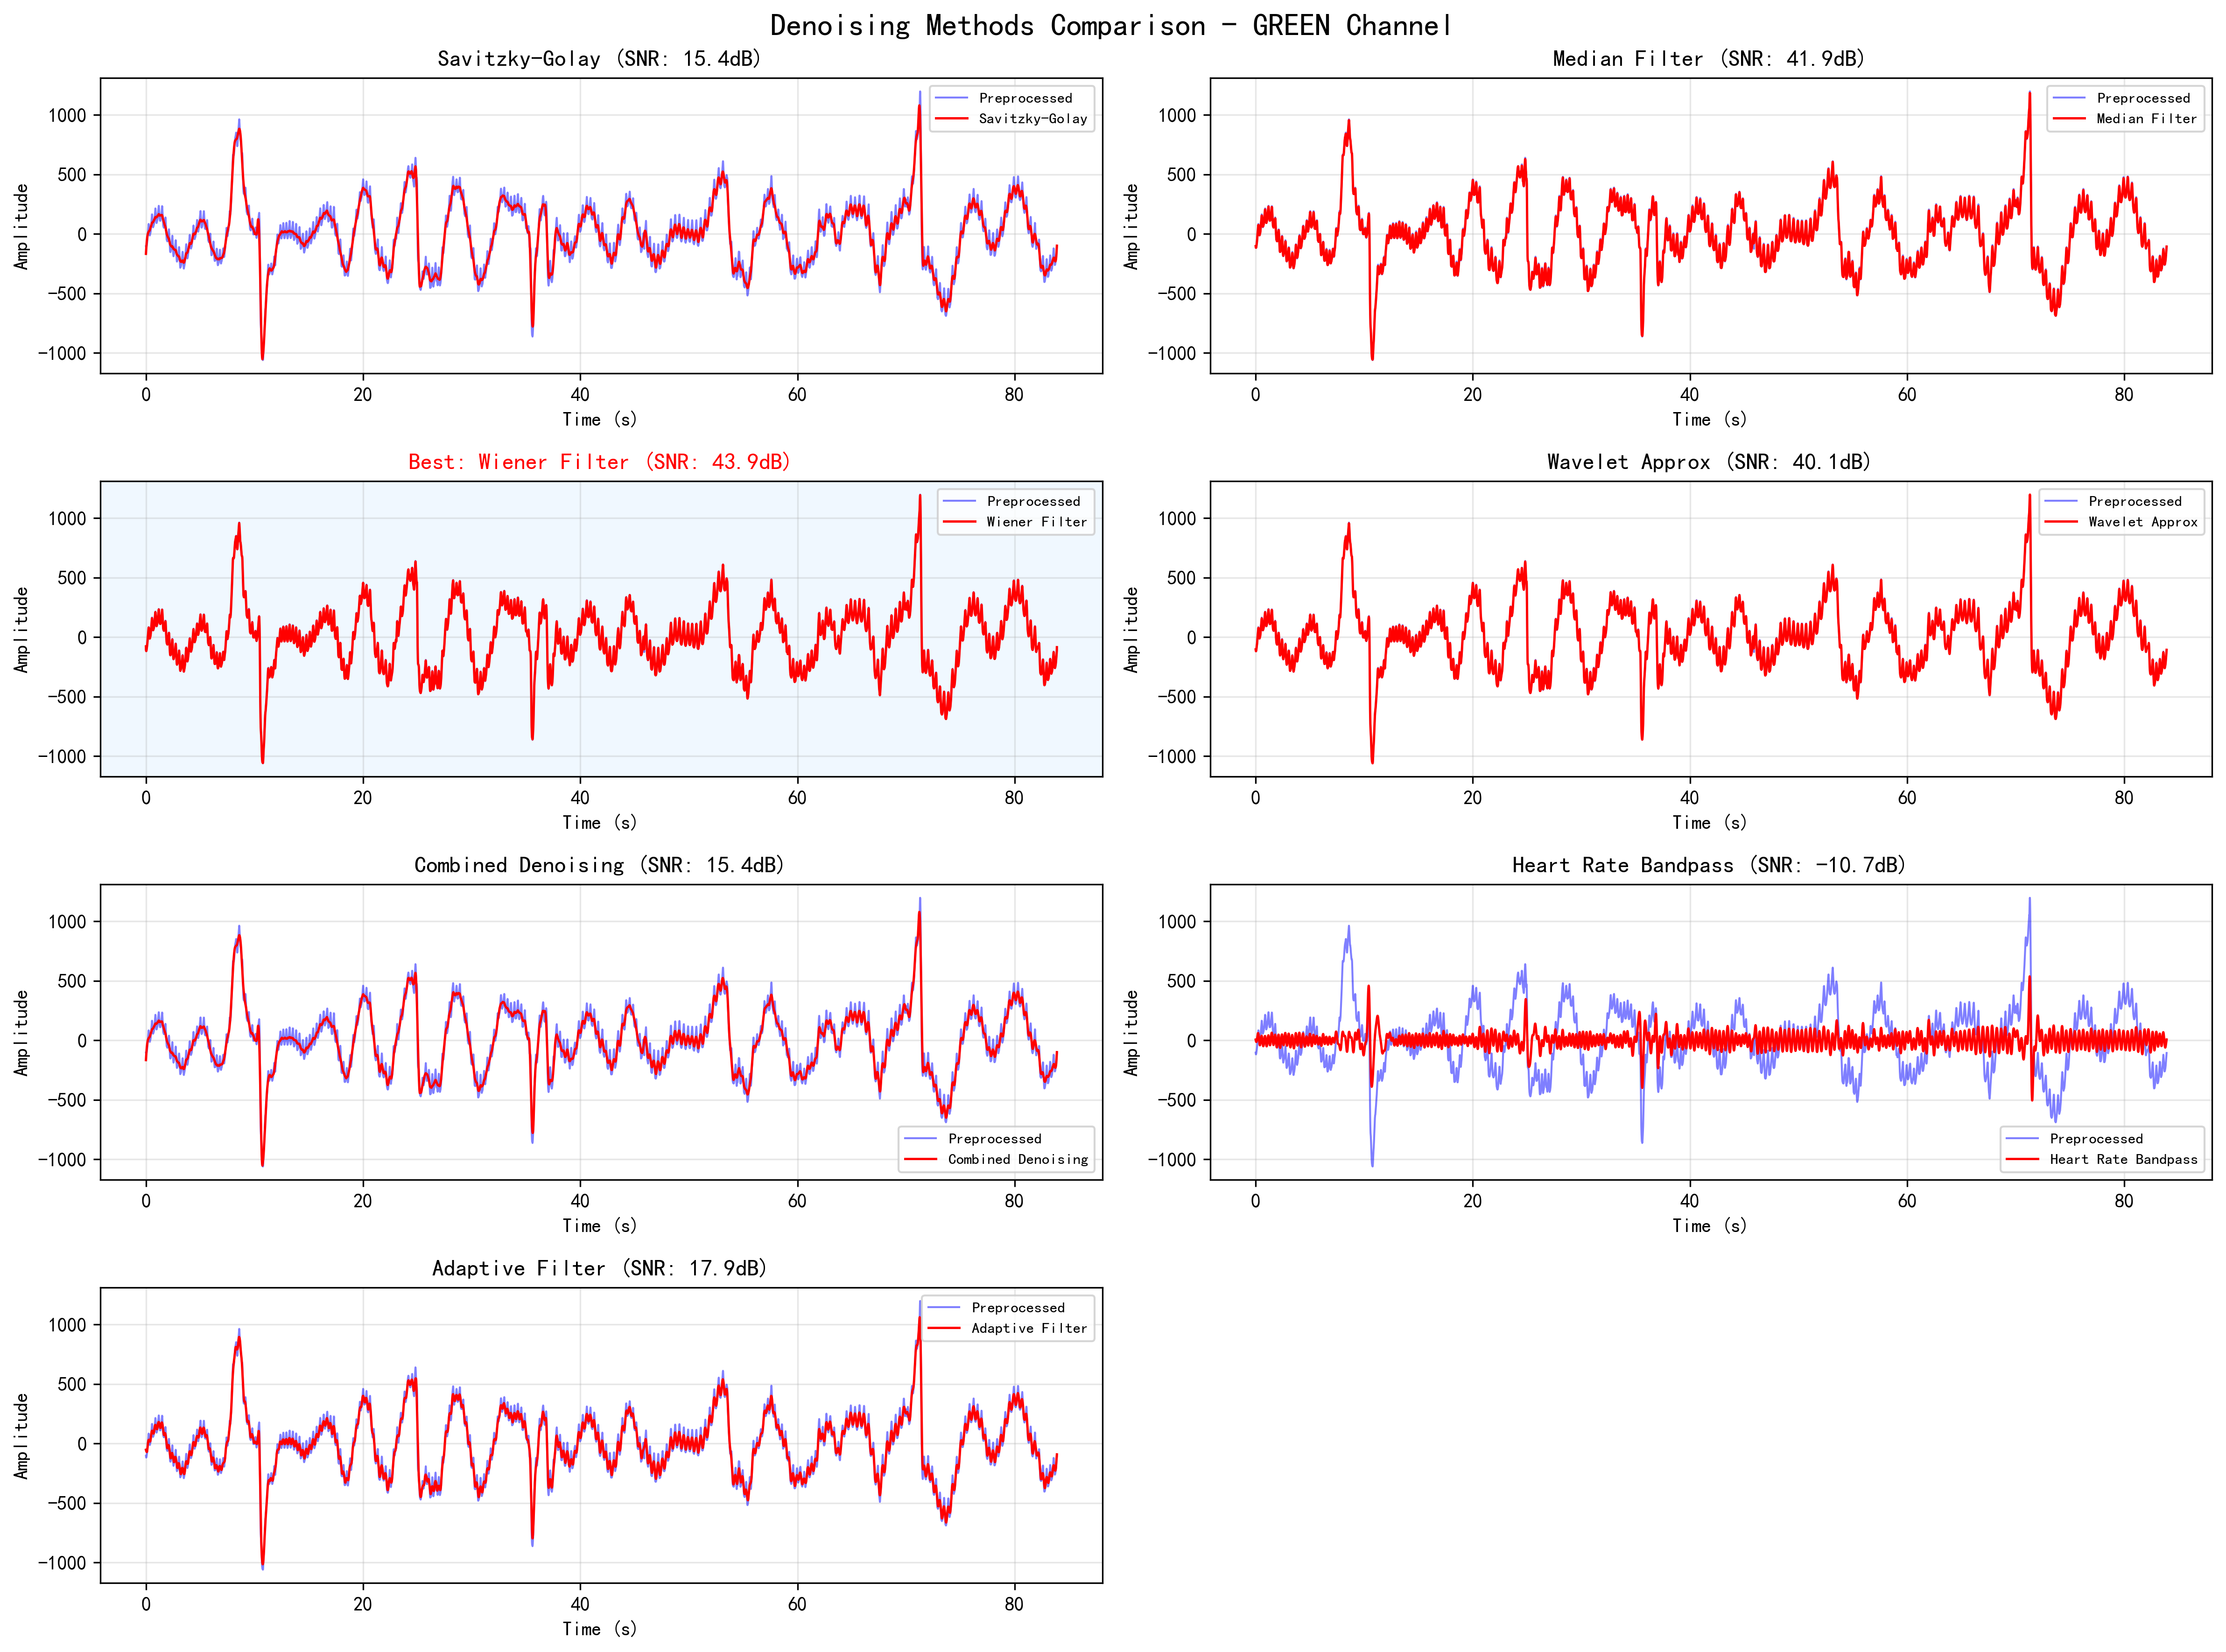 Denoising Methods Comparison - GREEN Channel
Savitzky-Golay (SNR: 15.4dB)
Amplitude
1000
500
0
−500
−1000
Preprocessed
Savitzky-Golay
0 20 40 60 80
Time (s)
Median Filter (SNR: 41.9dB)
Amplitude
1000
500
0
−500
−1000
Preprocessed
Median Filter
0 20 40 60 80
Time (s)
Best: Wiener Filter (SNR: 43.9dB)
Amplitude
1000
500
0
−500
−1000
Preprocessed
Wiener Filter
0 20 40 60 80
Time (s)
Wavelet Approx (SNR: 40.1dB)
Amplitude
1000
500
0
−500
−1000
Preprocessed
Wavelet Approx
0 20 40 60 80
Time (s)
Combined Denoising (SNR: 15.4dB)
Amplitude
1000
500
0
−500
−1000
Preprocessed
Combined Denoising
0 20 40 60 80
Time (s)
Heart Rate Bandpass (SNR: -10.7dB)
Amplitude
1000
500
0
−500
−1000
Preprocessed
Heart Rate Bandpass
0 20 40 60 80
Time (s)
Adaptive Filter (SNR: 17.9dB)
Amplitude
1000
500
0
−500
−1000
Preprocessed
Adaptive Filter
0 20 40 60 80
Time (s)